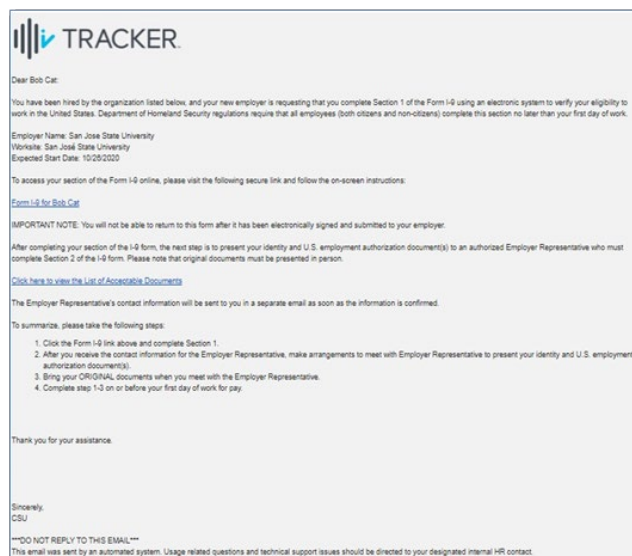 TRACKER
Dear Bob Cat:
You have been hired by the organization listed below, and your new employer is requesting that you complete Section 1 of the Form I-9 using an electronic system to verify your eligibility to
work in the United States. Department of Homeland Security regulations require that all employees (both citizens and non-citizens) complete this section no later than your first day of work.
Employer Name: San Jose State University
Worksite: San José State University
Expected Start Date: 10/26/2020
To access your section of the Form I-9 online, please visit the following secure link and follow the on-screen instructions:
Form I-9 for Bob Cat
IMPORTANT NOTE: You will not be able to return to this form after it has been electronically signed and submitted to your employer.
After completing your section of the I-9 form, the next step is to present your identity and U.S. employment authorization document(s) to an authorized Employer Representative who must
complete Section 2 of the I-9 form. Please note that original documents must be presented in person.
Click here to view the List of Acceptable Documents
The Employer Representative's contact information will be sent to you in a separate email as soon as the information is confirmed.
To summarize, please take the following steps:
1. Click the Form I-9 link above and complete Section 1.
2. After you receive the contact information for the Employer Representative, make arrangements to meet with Employer Representative to present your identity and U.S. employment
authorization document(s).
3. Bring your ORIGINAL documents when you meet with the Employer Representative.
4. Complete step 1-3 on or before your first day of work for pay.
Thank you for your assistance.
Sincerely,
CSU
***DO NOT REPLY TO THIS EMAIL***
This email was sent by an automated system. Usage related questions and technical support issues should be directed to your designated internal HR contact.